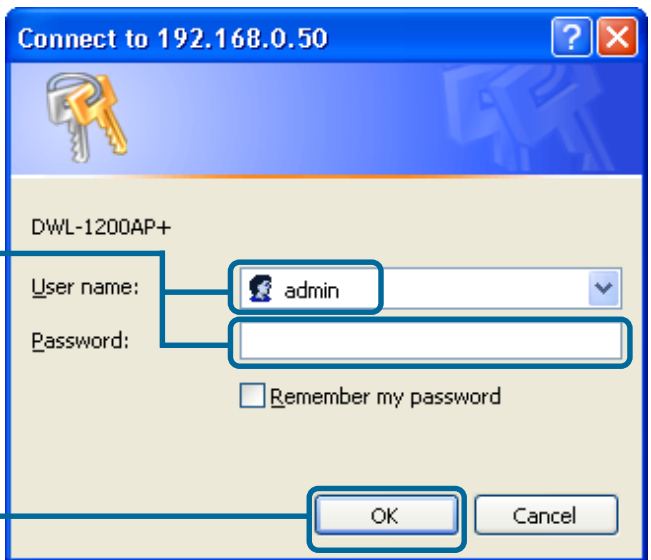 Connect to 192.168.0.50
DWL-1200AP+
User name:
admin
Password:
Remember my password
OK
Cancel